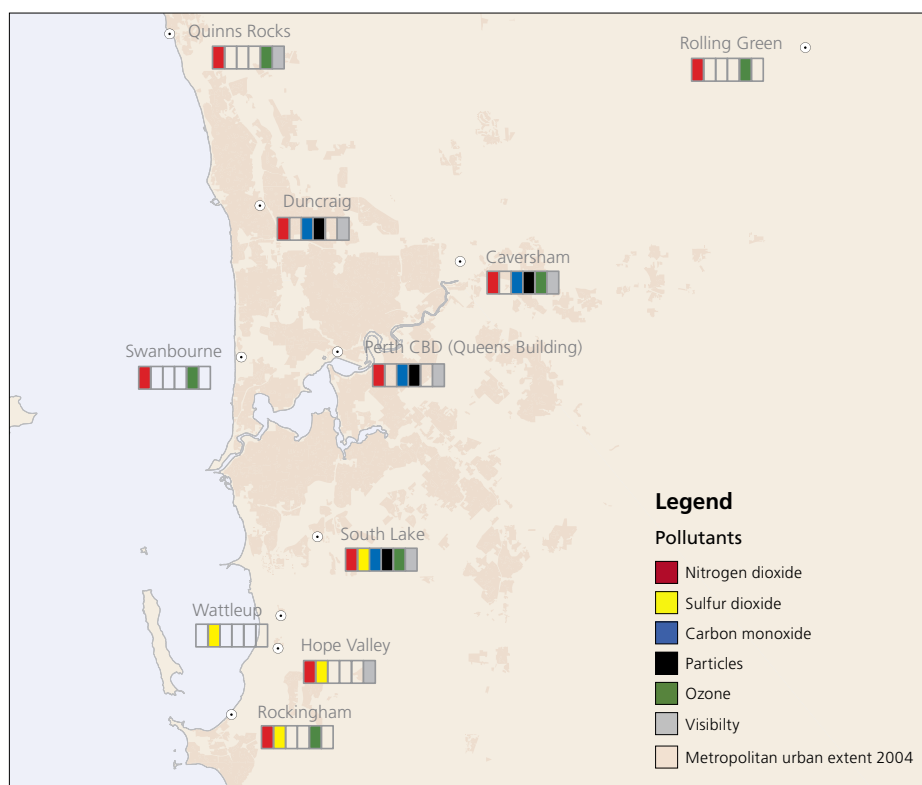 Quinns Rocks
Rolling Green
Duncraig
Caversham
Swanbourne
Perth CBD (Queens Building)
South Lake
Wattleup
Hope Valley
Rockingham
Legend
Pollutants
Nitrogen dioxide
Sulfur dioxide
Carbon monoxide
Particles
Ozone
Visibilty
Metropolitan urban extent 2004